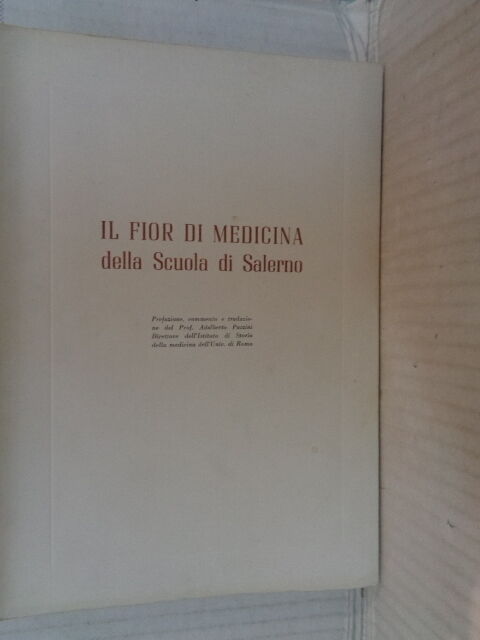 IL FIOR DI MEDICINA
della Scuola di Salerno
Prefazione, commento e traduzio-
ne del Prof. Adalberto Pazzini
Direttore dell'Istituto di Storia
della medicina dell'Univ. di Roma